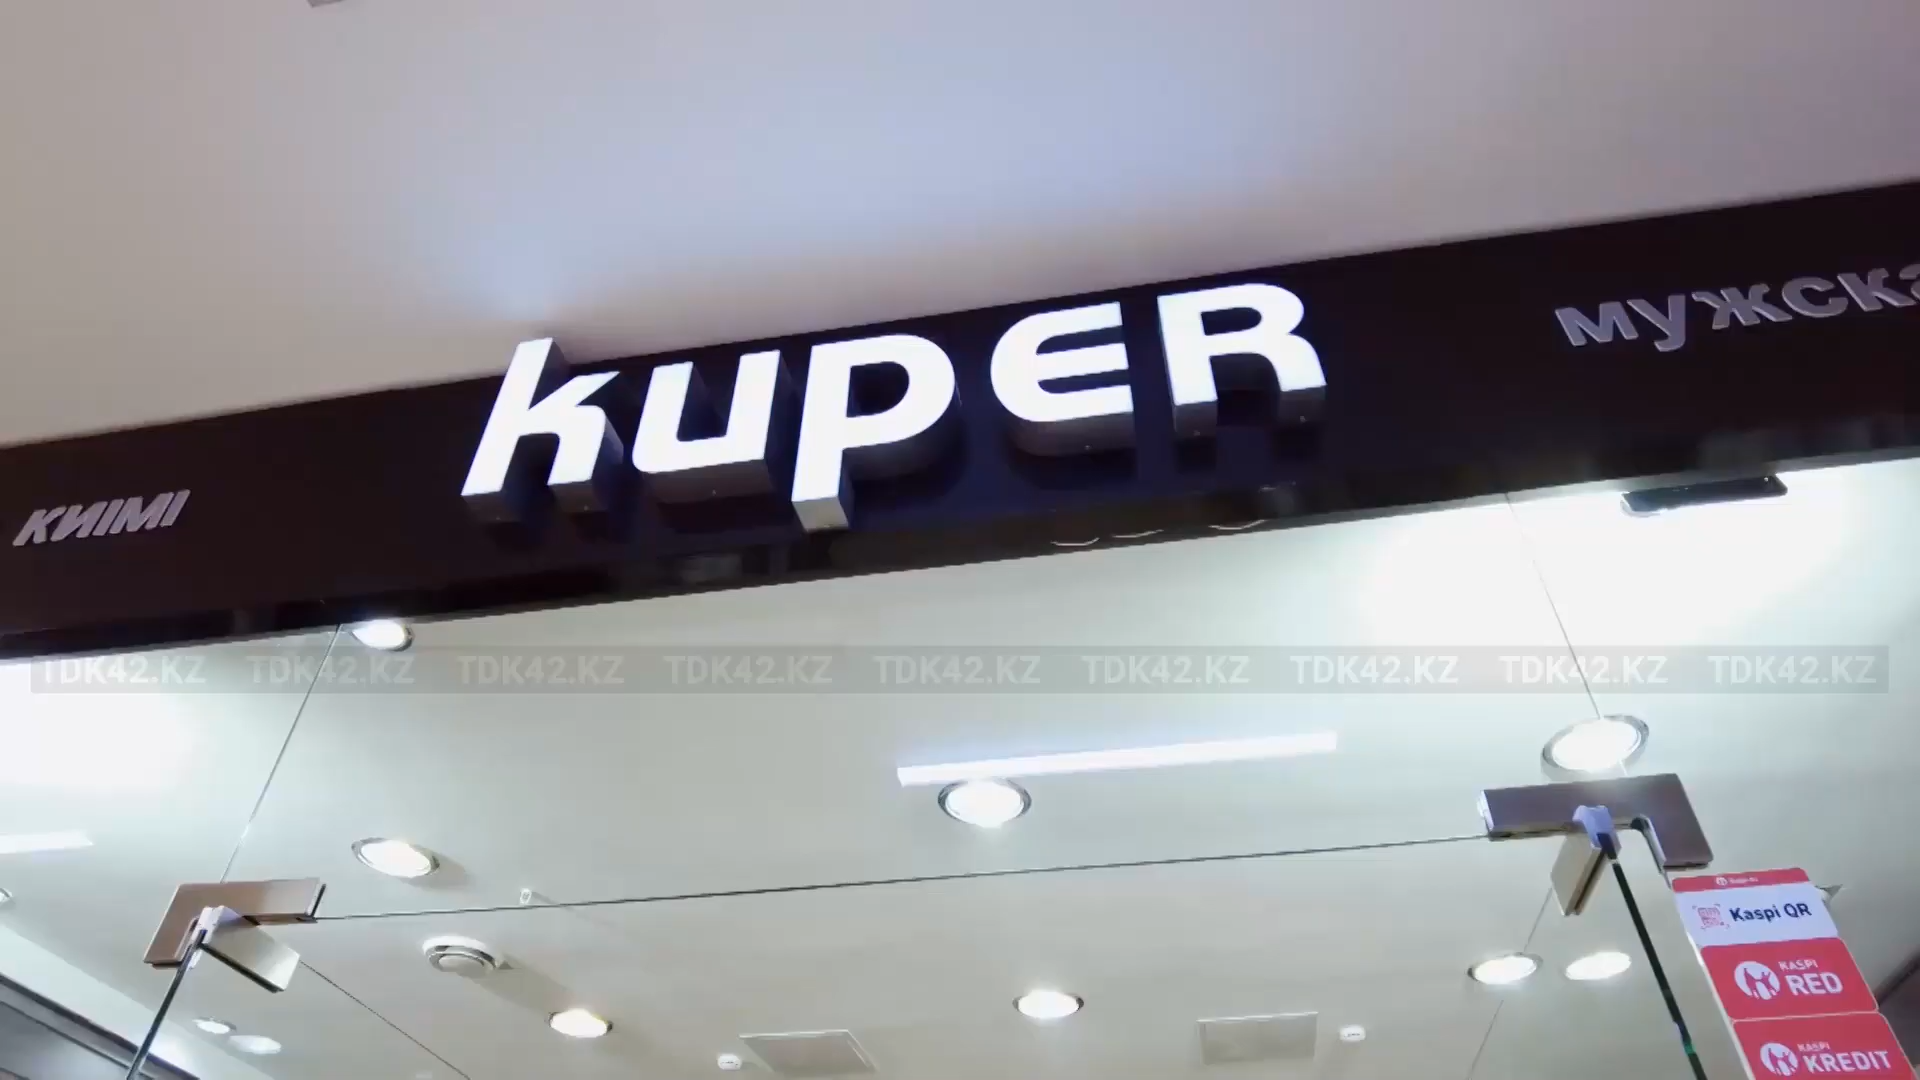 киімі
kupER
мужска
TDK42.KZ TDK42.KZ TDK42.KZ TDK42.KZ TDK42.KZ TDK42.KZ TDK42.KZ TDK42.KZ TDK42.KZ
Kaspi QR
KASPI
RED
KASPI
KREDIT